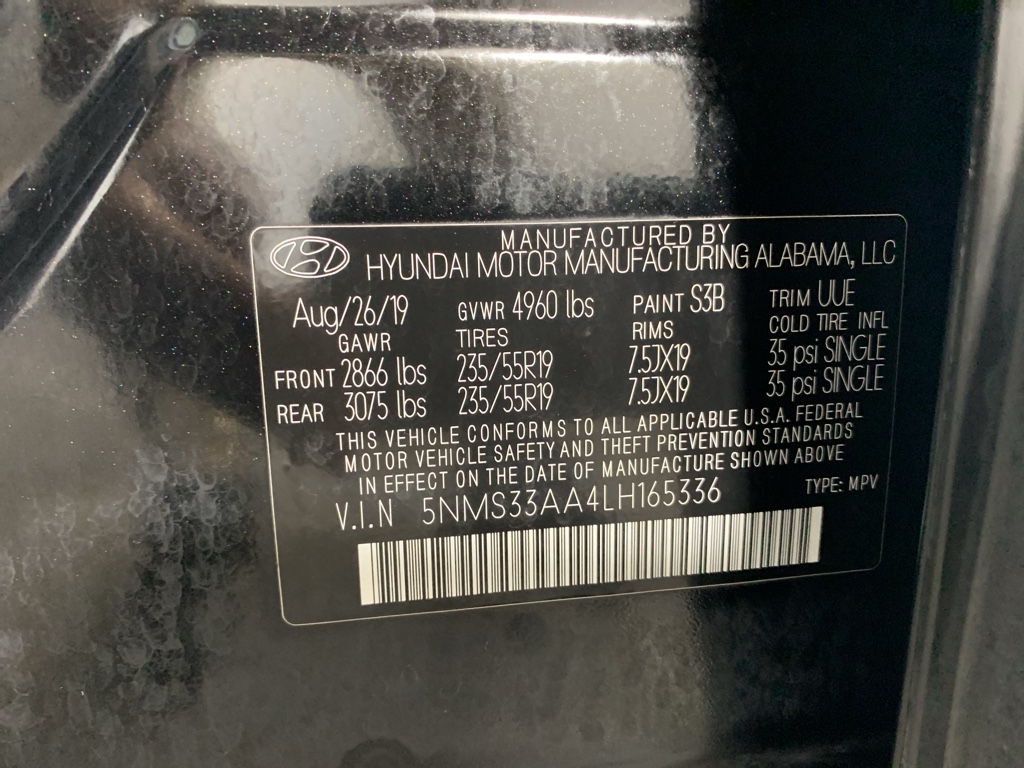 MANUFACTURED BY
HYUNDAI MOTOR MANUFACTURING ALABAMA, LLC
Aug/26/19 GVWR 4960 lbs PAINT S3B TRIM UUE
GAWR TIRES RIMS COLD TIRE INFL
FRONT 2866 lbs 235/55R19 7.5JX19 35 psi SINGLE
REAR 3075 lbs 235/55R19 7.5JX19 35 psi SINGLE
THIS VEHICLE CONFORMS TO ALL APPLICABLE U.S.A. FEDERAL
MOTOR VEHICLE SAFETY AND THEFT PREVENTION STANDARDS
IN EFFECT ON THE DATE OF MANUFACTURE SHOWN ABOVE
V.I.N 5NMS33AA4LH165336 TYPE: MPV